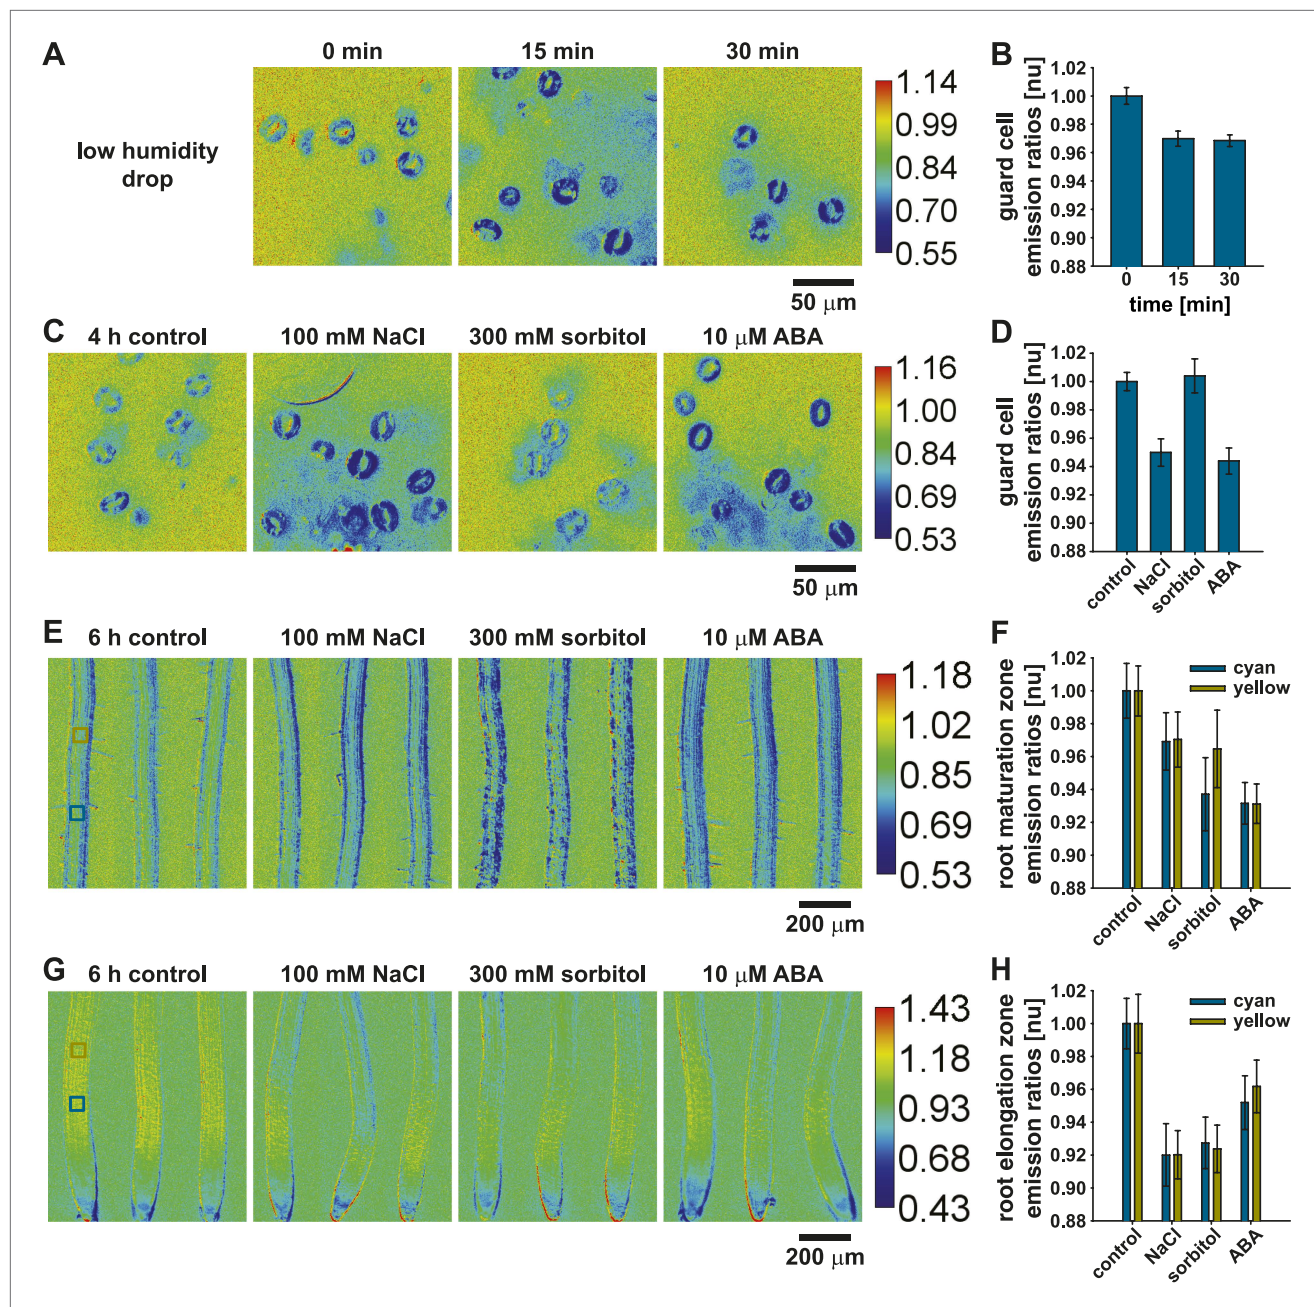 A
0 min
15 min
30 min
low humidity
drop
1.14
0.99
0.84
0.70
0.55
50 μm
B
guard cell
emission ratios [nu]
1.02
1.00
0.98
0.96
0.94
0.92
0.90
0.88
0
15
30
time [min]
C
4 h control
100 mM NaCl
300 mM sorbitol
10 μM ABA
1.16
1.00
0.84
0.69
0.53
50 μm
D
guard cell
emission ratios [nu]
1.02
1.00
0.98
0.96
0.94
0.92
0.90
0.88
control
NaCl
sorbitol
ABA
E
6 h control
100 mM NaCl
300 mM sorbitol
10 μM ABA
1.18
1.02
0.85
0.69
0.53
200 μm
F
root maturation zone
emission ratios [nu]
1.02
1.00
0.98
0.96
0.94
0.92
0.90
0.88
cyan
yellow
control
NaCl
sorbitol
ABA
G
6 h control
100 mM NaCl
300 mM sorbitol
10 μM ABA
1.43
1.18
0.93
0.68
0.43
200 μm
H
root elongation zone
emission ratios [nu]
1.02
1.00
0.98
0.96
0.94
0.92
0.90
0.88
cyan
yellow
control
NaCl
sorbitol
ABA